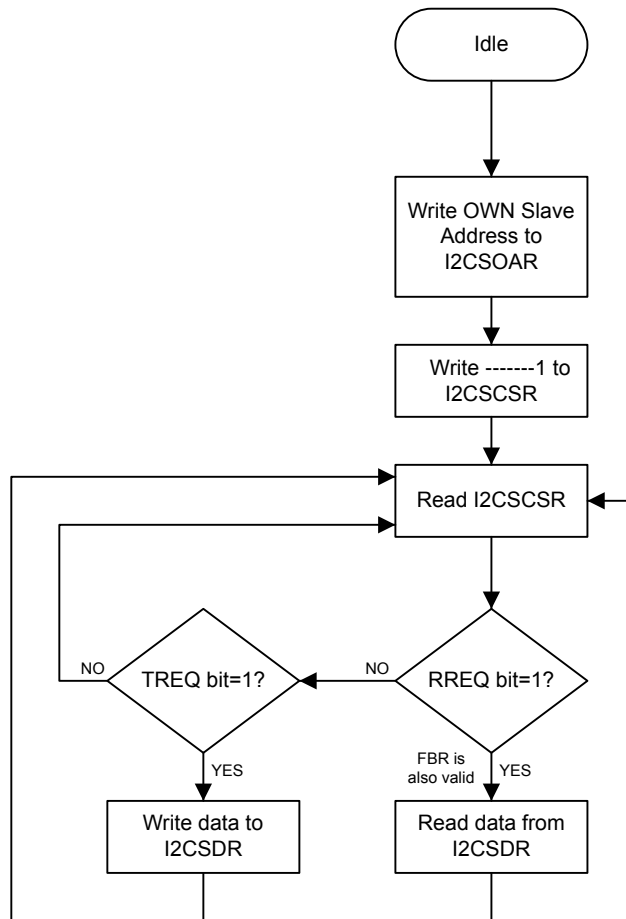 Idle
Write OWN Slave
Address to
I2CSOAR
Write -------1 to
I2CSCSR
Read I2CSCSR
NO
TREQ bit=1?
NO
RREQ bit=1?
YES
FBR is
also valid
YES
Write data to
I2CSDR
Read data from
I2CSDR